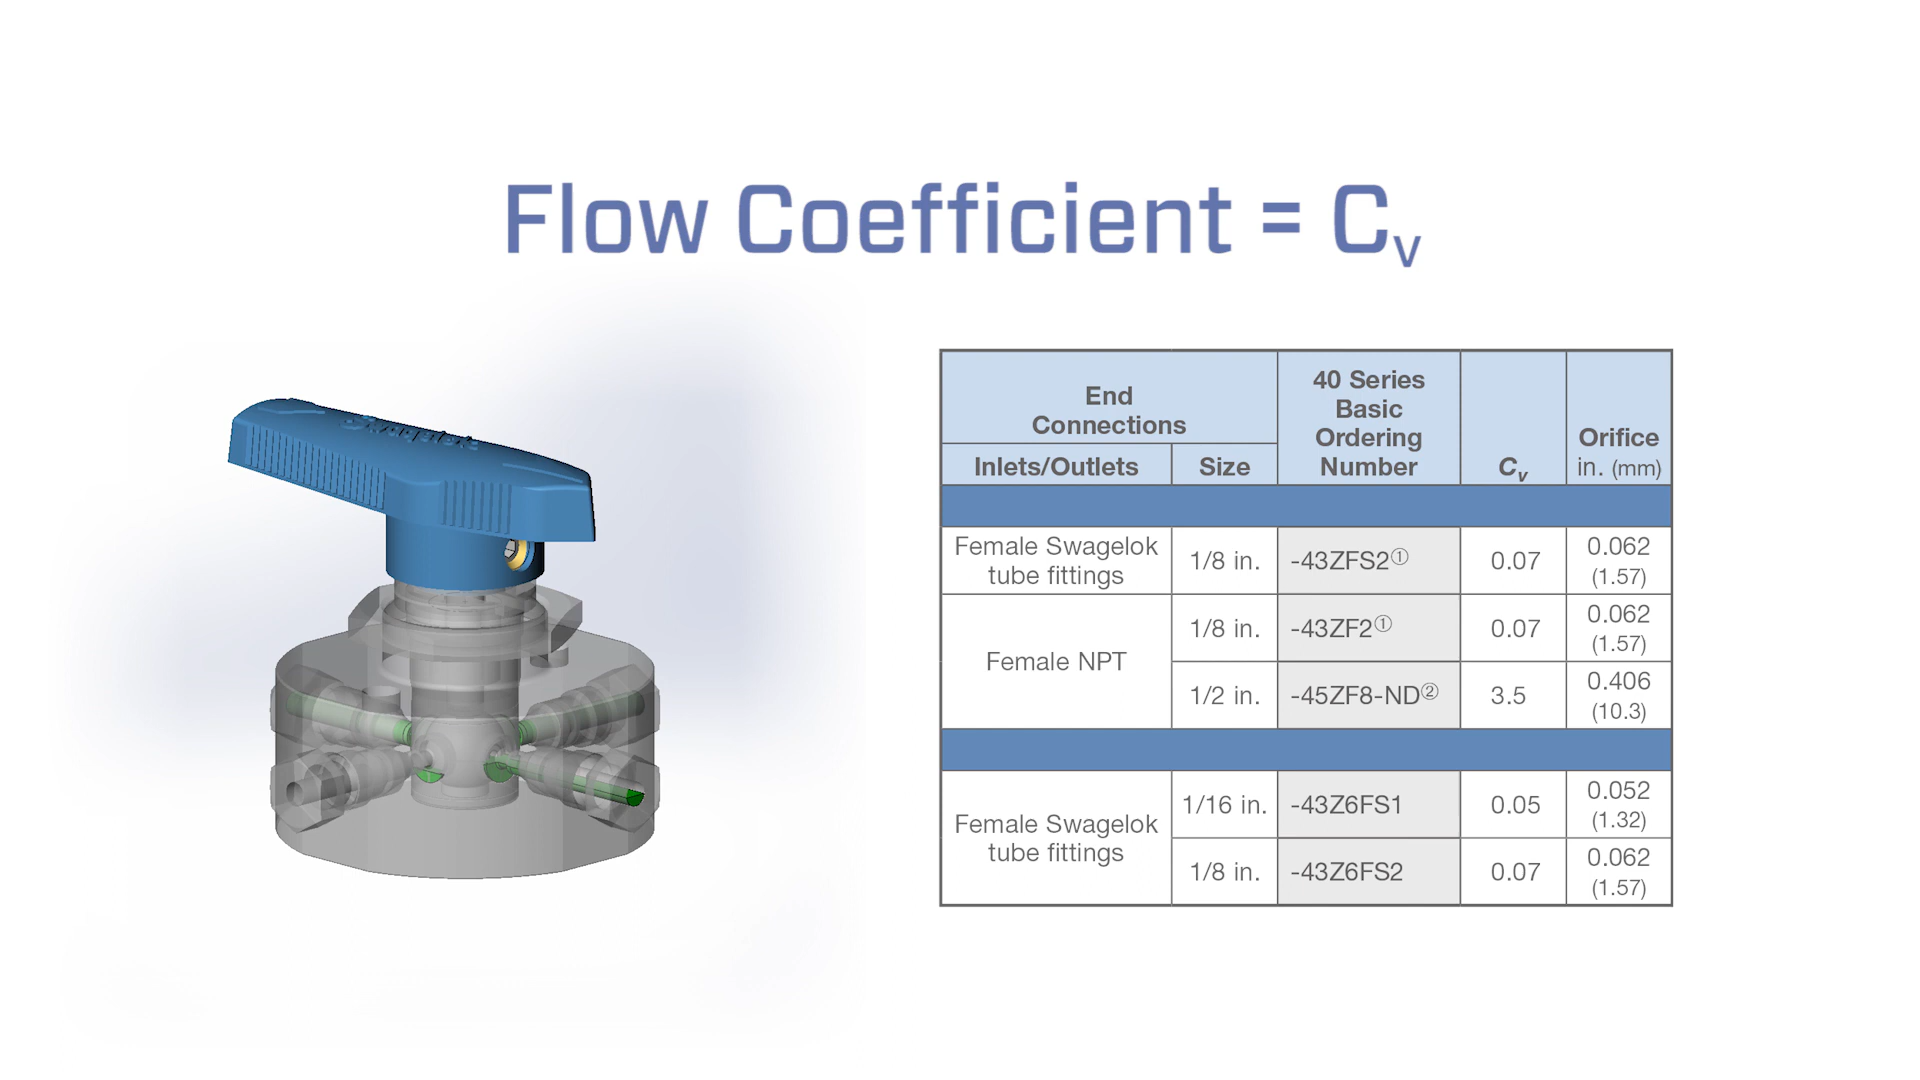 Flow Coefficient = Cv
Swagelok
End
Connections
40 Series
Basic
Ordering
Number
Cv
Orifice
in. (mm)
Inlets/Outlets
Size
Female Swagelok
tube fittings
1/8 in.
-43ZFS2①
0.07
0.062
(1.57)
Female NPT
1/8 in.
-43ZF2①
0.07
0.062
(1.57)
1/2 in.
-45ZF8-ND②
3.5
0.406
(10.3)
Female Swagelok
tube fittings
1/16 in.
-43Z6FS1
0.05
0.052
(1.32)
1/8 in.
-43Z6FS2
0.07
0.062
(1.57)